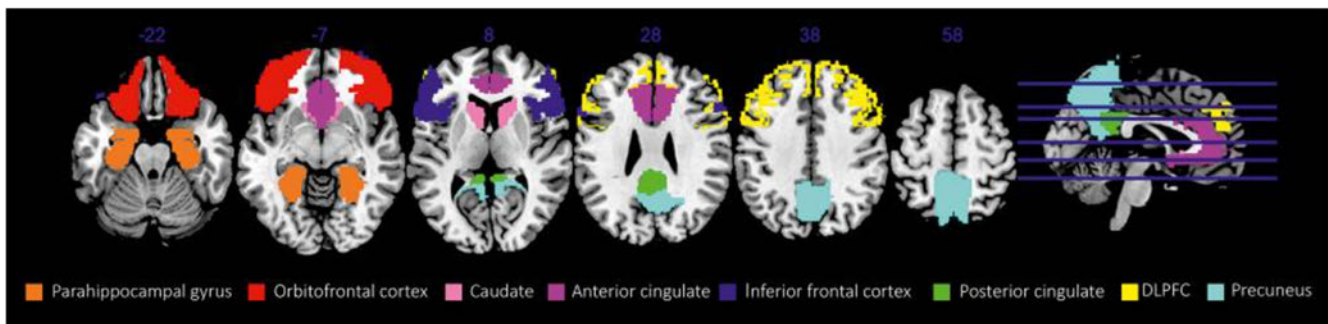 -22 -7 8 28 38 58
Parahippocampal gyrus Orbitofrontal cortex Caudate Anterior cingulate Inferior frontal cortex Posterior cingulate DLPFC Precuneus